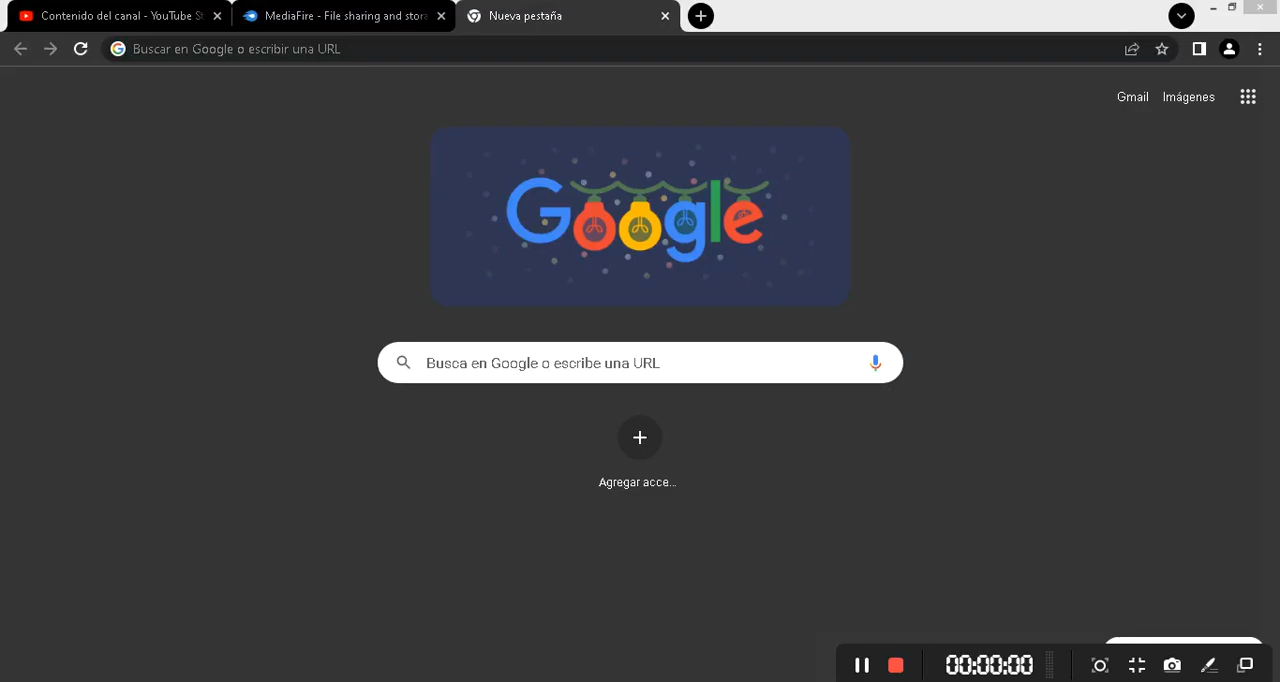 Contenido del canal - YouTube St
MediaFire - File sharing and stora
Nueva pestaña
Buscar en Google o escribir una URL
Gmail
Imágenes
Google
Busca en Google o escribe una URL
Agregar acce...
00:00:00